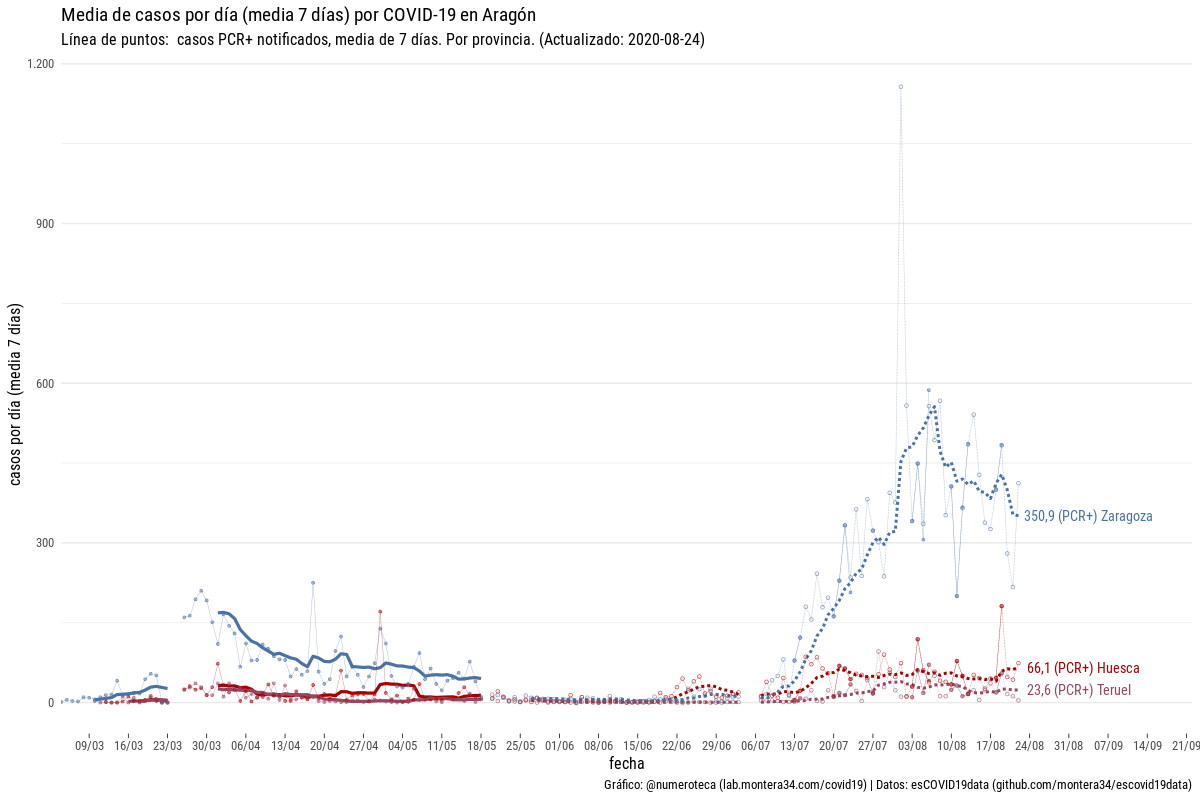 Media de casos por día (media 7 días) por COVID-19 en Aragón
Línea de puntos:  casos PCR+ notificados, media de 7 días. Por provincia. (Actualizado: 2020-08-24)
casos por día (media 7 días)
1.200
900
600
300
0
350,9 (PCR+) Zaragoza
66,1 (PCR+) Huesca
23,6 (PCR+) Teruel
09/03 16/03 23/03 30/03 06/04 13/04 20/04 27/04 04/05 11/05 18/05 25/05 01/06 08/06 15/06 22/06 29/06 06/07 13/07 20/07 27/07 03/08 10/08 17/08 24/08 31/08 07/09 14/09 21/09
fecha
Gráfico: @numeroteca (lab.montera34.com/covid19) | Datos: esCOVID19data (github.com/montera34/escovid19data)